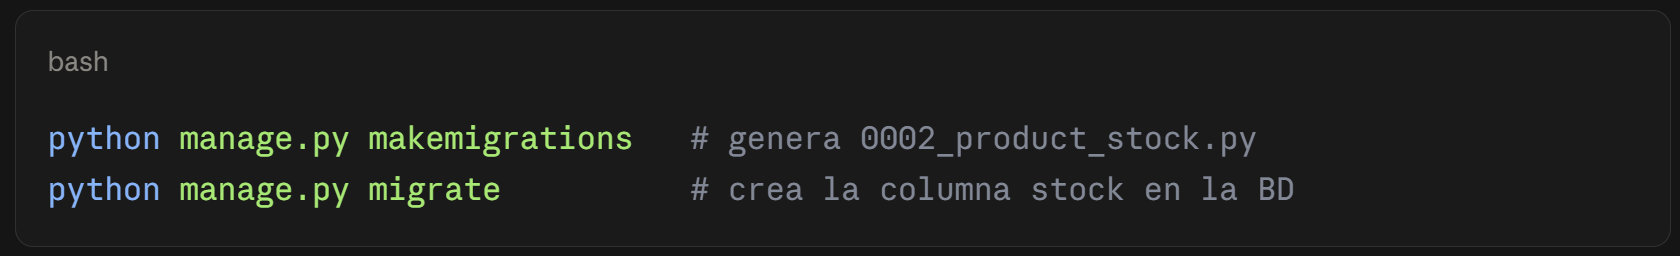 bash
python manage.py makemigrations   # genera 0002_product_stock.py
python manage.py migrate          # crea la columna stock en la BD